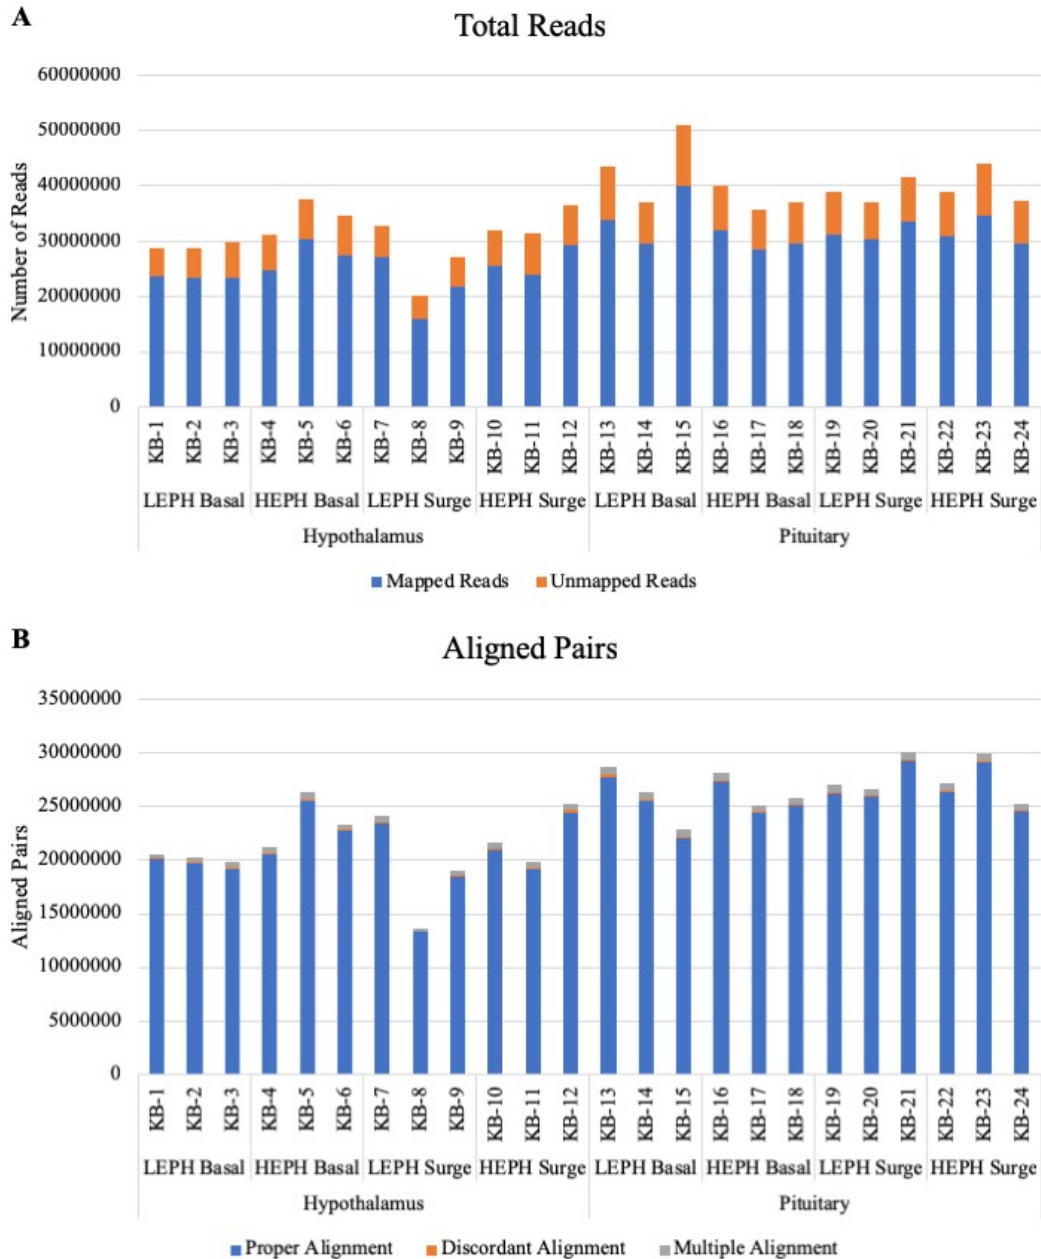 A
Total Reads
Number of Reads
60000000
50000000
40000000
30000000
20000000
10000000
0
KB-1 KB-2 KB-3 KB-4 KB-5 KB-6 KB-7 KB-8 KB-9 KB-10 KB-11 KB-12 KB-13 KB-14 KB-15 KB-16 KB-17 KB-18 KB-19 KB-20 KB-21 KB-22 KB-23 KB-24
LEPH Basal HEPH Basal LEPH Surge HEPH Surge LEPH Basal HEPH Basal LEPH Surge HEPH Surge
Hypothalamus Pituitary
Mapped Reads Unmapped Reads
B
Aligned Pairs
Aligned Pairs
35000000
30000000
25000000
20000000
15000000
10000000
5000000
0
KB-1 KB-2 KB-3 KB-4 KB-5 KB-6 KB-7 KB-8 KB-9 KB-10 KB-11 KB-12 KB-13 KB-14 KB-15 KB-16 KB-17 KB-18 KB-19 KB-20 KB-21 KB-22 KB-23 KB-24
LEPH Basal HEPH Basal LEPH Surge HEPH Surge LEPH Basal HEPH Basal LEPH Surge HEPH Surge
Hypothalamus Pituitary
Proper Alignment Discordant Alignment Multiple Alignment